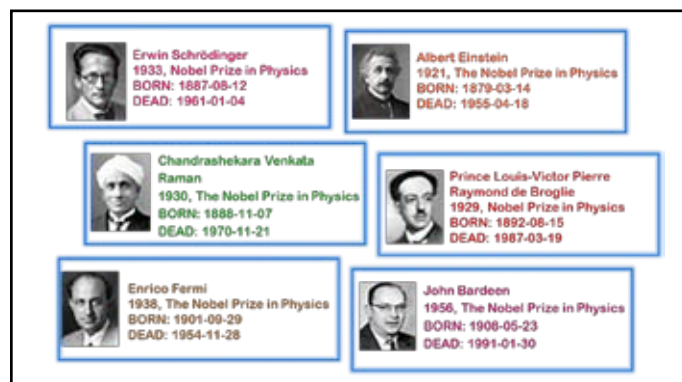 Erwin Schrödinger
1933, Nobel Prize in Physics
BORN: 1887-08-12
DEAD: 1961-01-04
Albert Einstein
1921, The Nobel Prize in Physics
BORN: 1879-03-14
DEAD: 1955-04-18
Chandrashekara Venkata
Raman
1930, The Nobel Prize in Physics
BORN: 1888-11-07
DEAD: 1970-11-21
Prince Louis-Victor Pierre
Raymond de Broglie
1929, Nobel Prize in Physics
BORN: 1892-08-15
DEAD: 1987-03-19
Enrico Fermi
1938, The Nobel Prize in Physics
BORN: 1901-09-29
DEAD: 1954-11-28
John Bardeen
1956, The Nobel Prize in Physics
BORN: 1908-05-23
DEAD: 1991-01-30